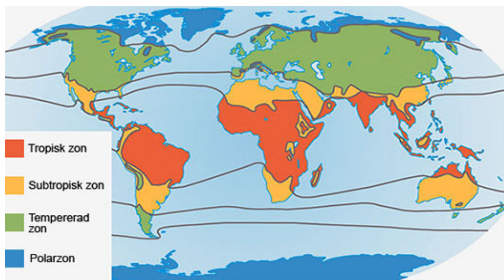 Tropisk zon
Subtropisk zon
Tempererad
zon
Polarzon